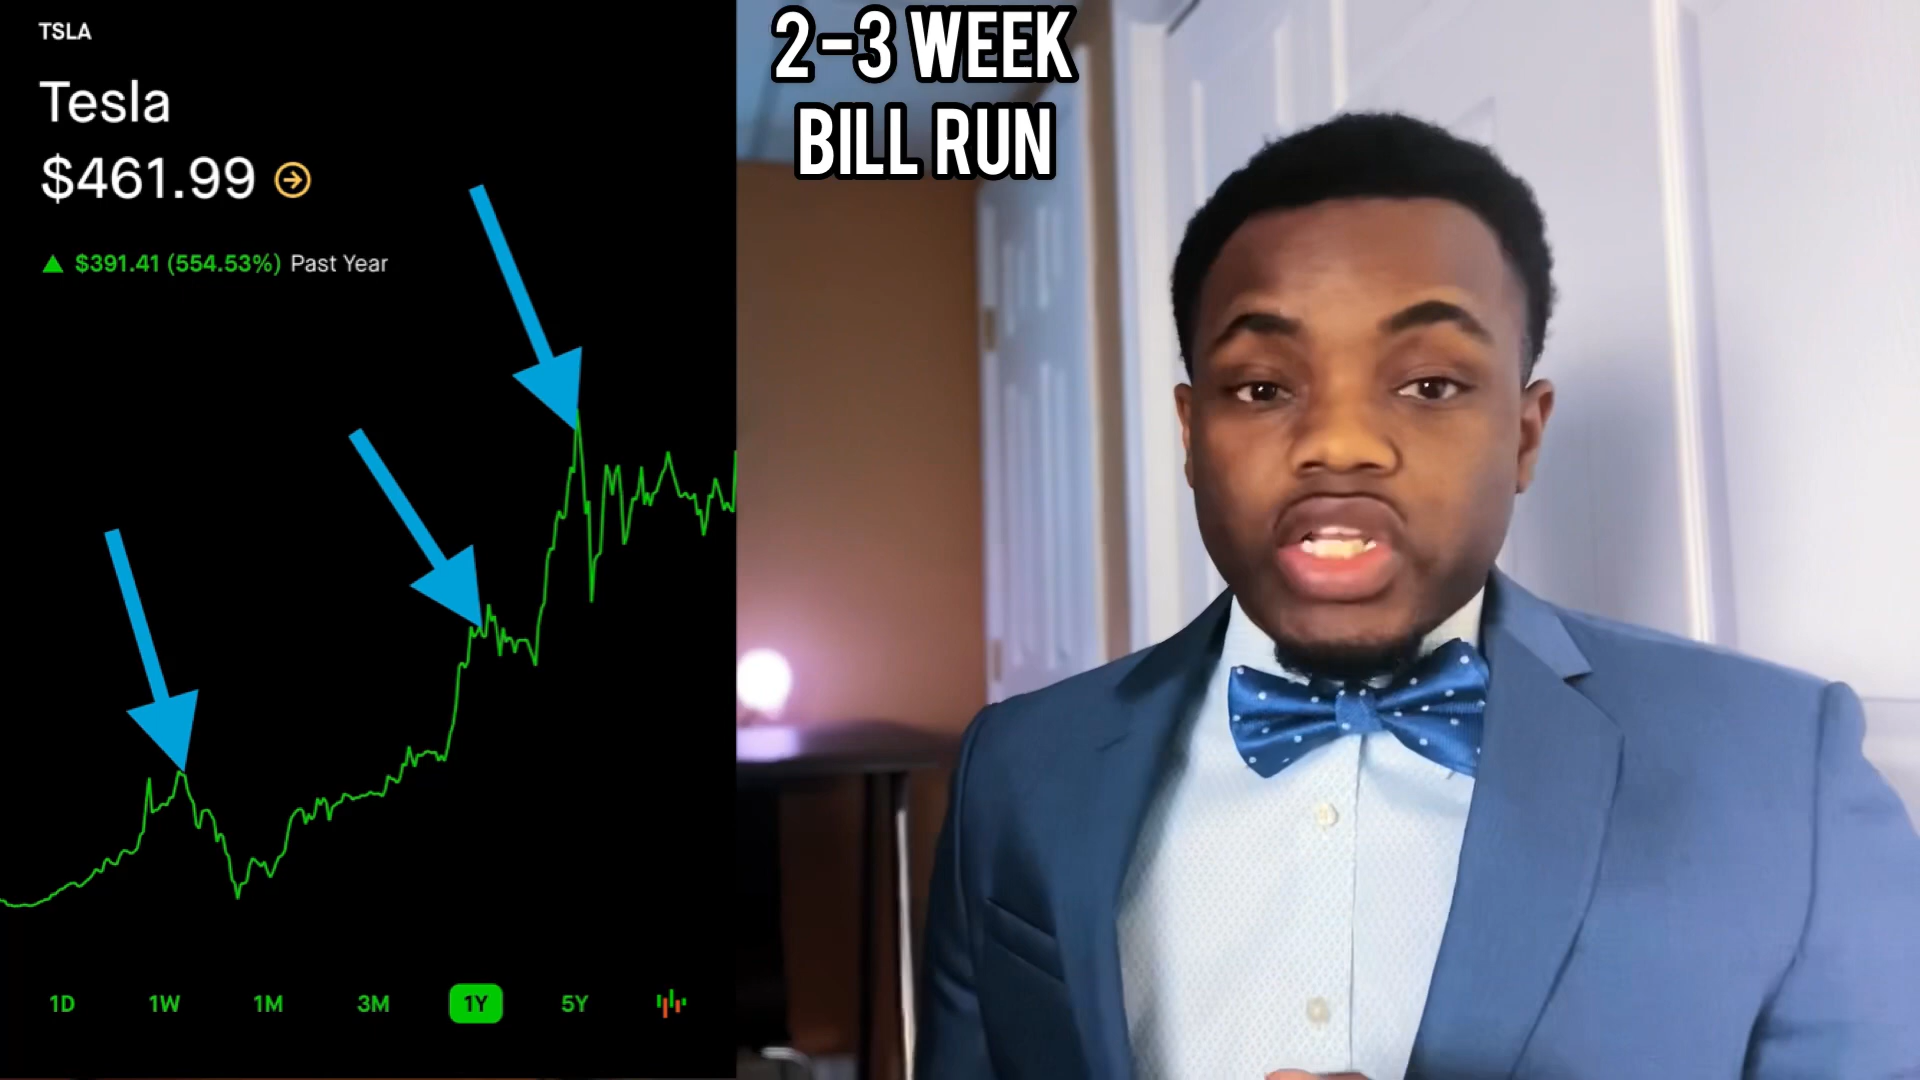 TSLA
Tesla
$461.99
$391.41 (554.53%) Past Year
1D 1W 1M 3M 1Y 5Y
2-3 WEEK
BILL RUN